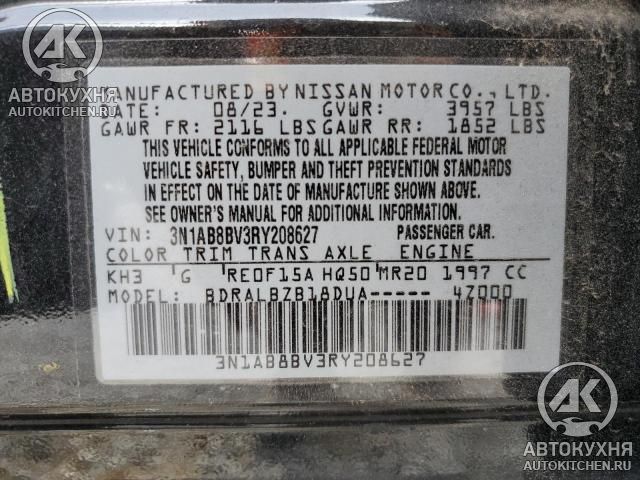 AK
АВТОКУХНЯ
AUTOKITCHEN.RU
MANUFACTURED BY NISSAN MOTOR CO., LTD.
DATE: 08/23. GVWR: 3957 LBS
GAWR FR: 2116 LBS GAWR RR: 1852 LBS
THIS VEHICLE CONFORMS TO ALL APPLICABLE FEDERAL MOTOR
VEHICLE SAFETY, BUMPER AND THEFT PREVENTION STANDARDS
IN EFFECT ON THE DATE OF MANUFACTURE SHOWN ABOVE.
SEE OWNER'S MANUAL FOR ADDITIONAL INFORMATION.
VIN: 3N1AB8BV3RY208627 PASSENGER CAR.
COLOR TRIM TRANS AXLE ENGINE
KH3 G RE0F15A HQ50 MR20 1997 CC
MODEL: BDRALBZB18DUA----- 4Z000
3N1AB8BV3RY208627
AK
АВТОКУХНЯ
AUTOKITCHEN.RU